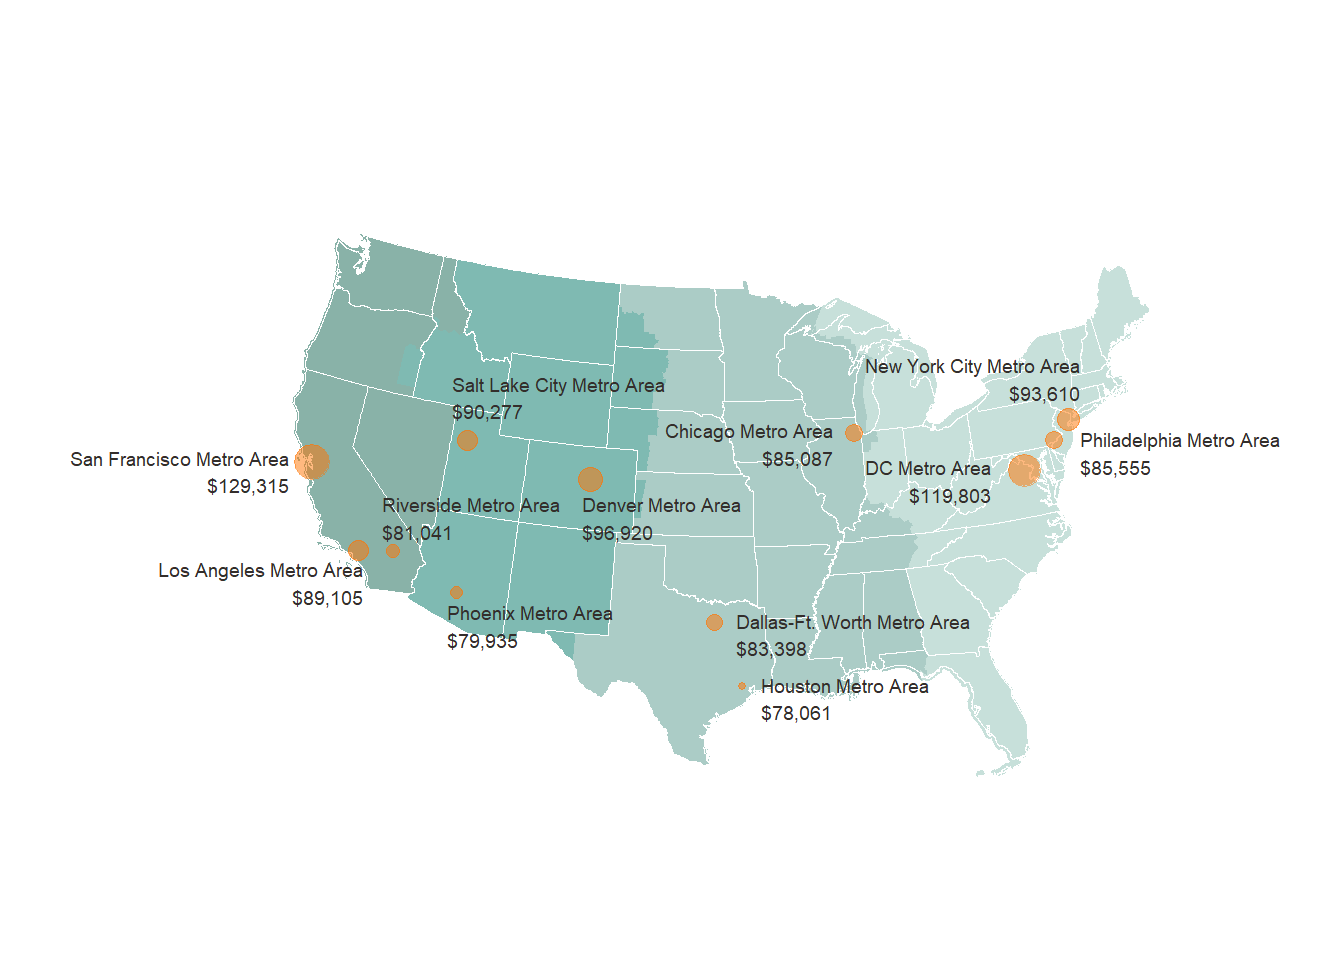 New York City Metro Area
$93,610
Salt Lake City Metro Area
$90,277
Chicago Metro Area
$85,087
Philadelphia Metro Area
$85,555
San Francisco Metro Area
$129,315
DC Metro Area
$119,803
Riverside Metro Area
$81,041
Denver Metro Area
$96,920
Los Angeles Metro Area
$89,105
Phoenix Metro Area
$79,935
Dallas-Ft. Worth Metro Area
$83,398
Houston Metro Area
$78,061